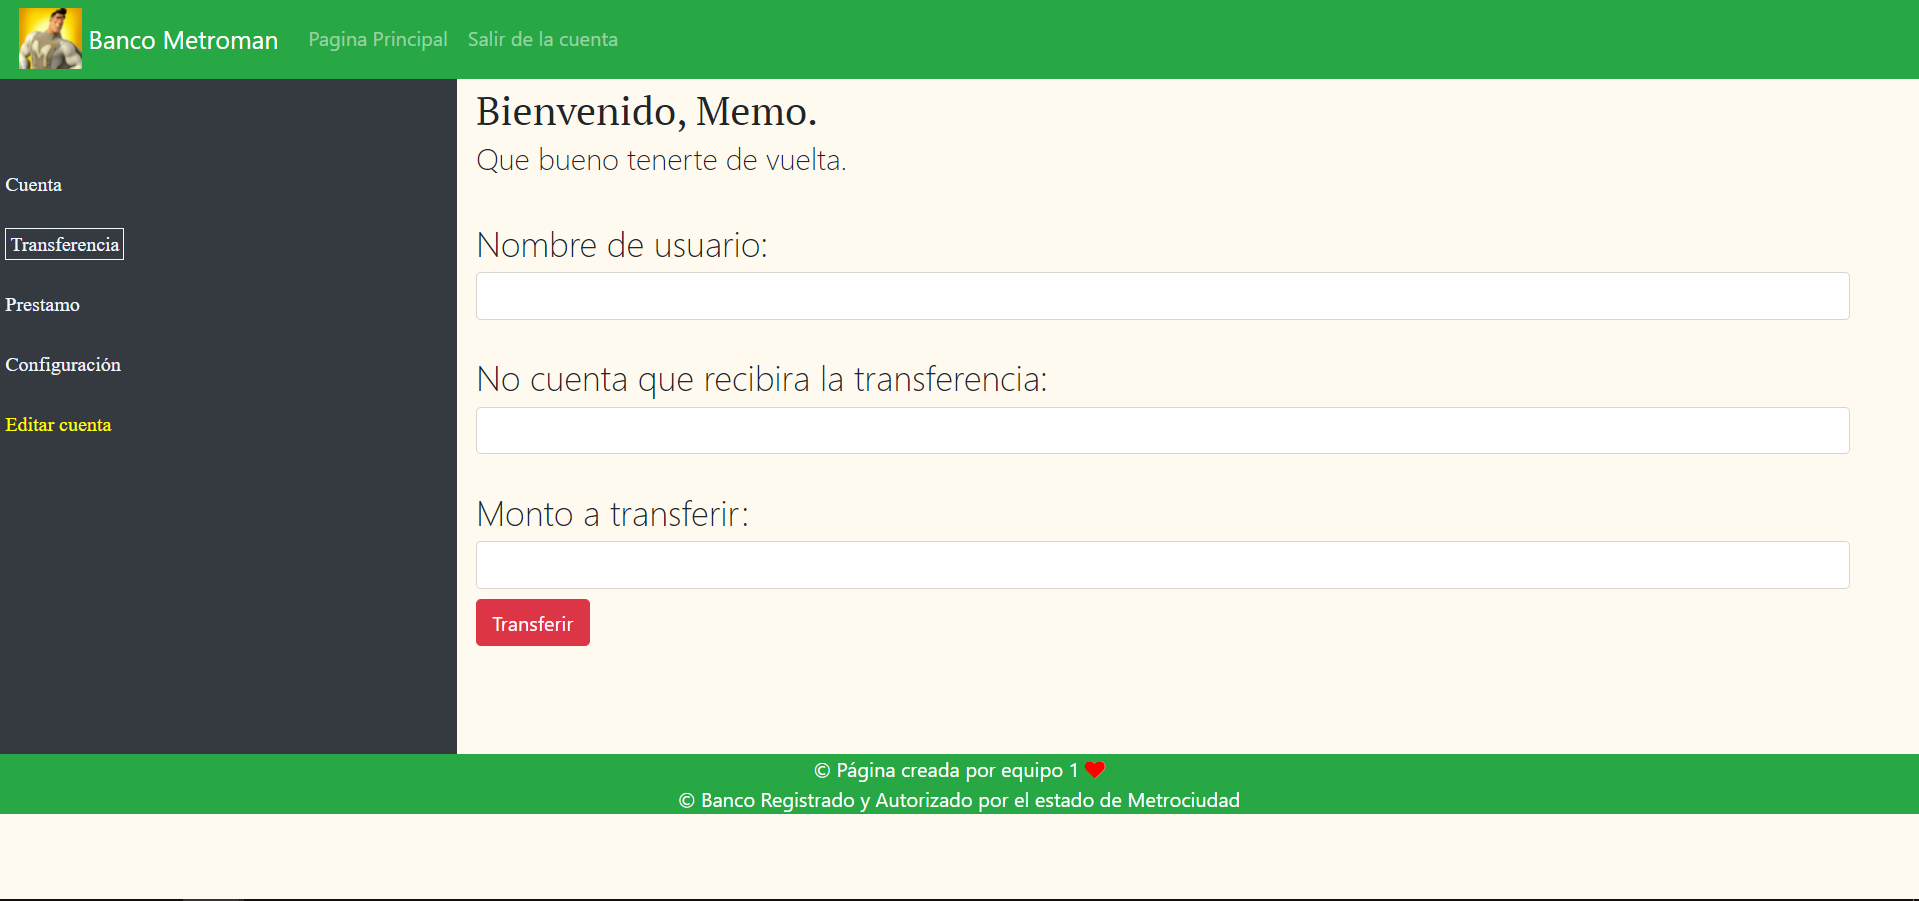 Banco Metroman Pagina Principal Salir de la cuenta
Cuenta
Transferencia
Prestamo
Configuración
Editar cuenta
Bienvenido, Memo.
Que bueno tenerte de vuelta.
Nombre de usuario:
No cuenta que recibira la transferencia:
Monto a transferir:
Transferir
© Página creada por equipo 1
© Banco Registrado y Autorizado por el estado de Metrociudad